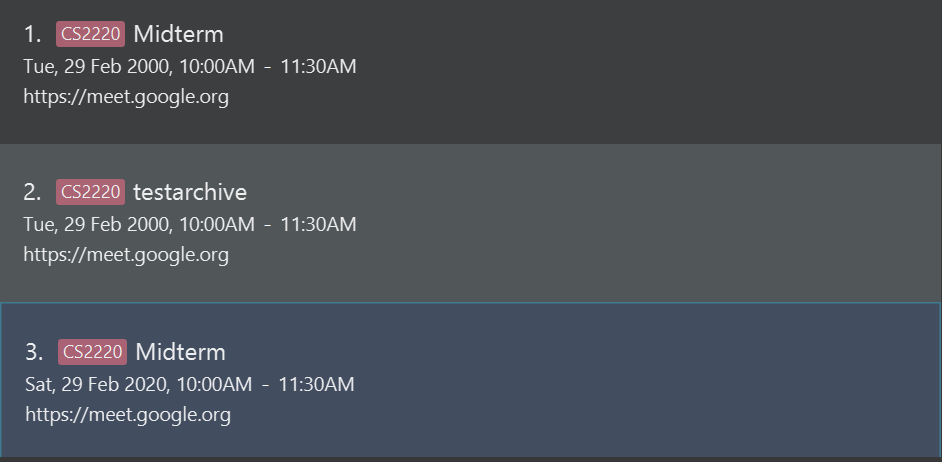 1. CS2220 Midterm
Tue, 29 Feb 2000, 10:00AM - 11:30AM
https://meet.google.org
2. CS2220 testarchive
Tue, 29 Feb 2000, 10:00AM - 11:30AM
https://meet.google.org
3. CS2220 Midterm
Sat, 29 Feb 2020, 10:00AM - 11:30AM
https://meet.google.org